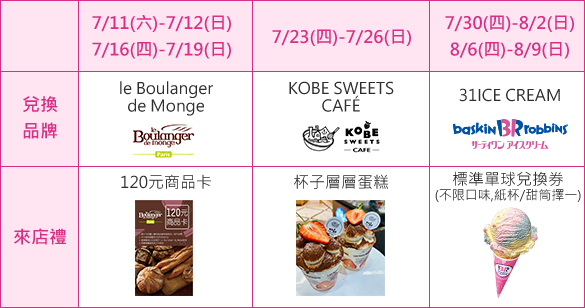 7/11(六)-7/12(日)
7/16(四)-7/19(日)
7/23(四)-7/26(日)
7/30(四)-8/2(日)
8/6(四)-8/9(日)
兌換
品牌
le Boulanger
de Monge
le
Boulanger
de monge
Paris
KOBE SWEETS
CAFÉ
KOBE
SWEETS
CAFE
31ICE CREAM
baskin BR robbins
サーティワン アイスクリーム
來店禮
120元商品卡
Boulanger
120元
商品卡
杯子層層蛋糕
標準單球兌換券
(不限口味,紙杯/甜筒擇一)